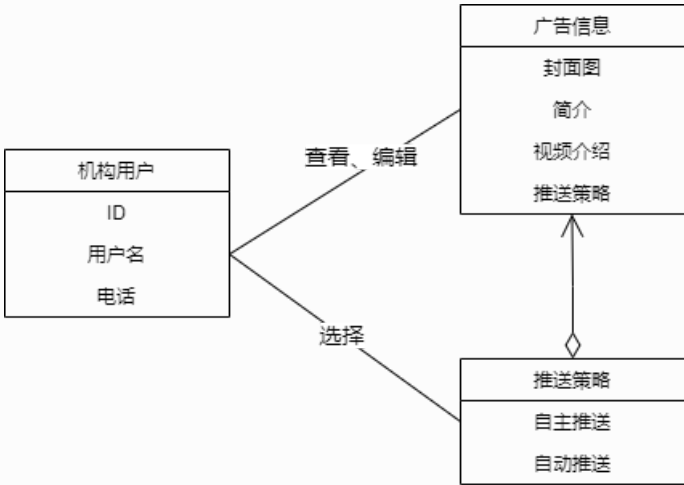 广告信息
封面图
简介
视频介绍
推送策略
查看、编辑
机构用户
ID
用户名
电话
选择
推送策略
自主推送
自动推送